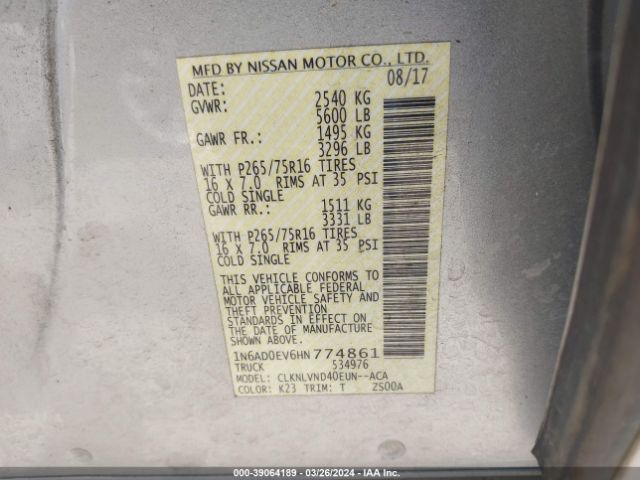 MFD BY NISSAN MOTOR CO., LTD.
DATE: 08/17
GVWR: 2540 KG
5600 LB
GAWR FR.: 1495 KG
3296 LB
WITH P265/75R16 TIRES
16 X 7.0 RIMS AT 35 PSI
COLD SINGLE
GAWR RR.: 1511 KG
3331 LB
WITH P265/75R16 TIRES
16 X 7.0 RIMS AT 35 PSI
COLD SINGLE
THIS VEHICLE CONFORMS TO
ALL APPLICABLE FEDERAL
MOTOR VEHICLE SAFETY AND
THEFT PREVENTION
STANDARDS IN EFFECT ON
THE DATE OF MANUFACTURE
SHOWN ABOVE.
1N6AD0EV6HN774861
TRUCK 534976
MODEL: CLKNLVND40EUN--ACA
COLOR: K23 TRIM: T ZS00A
000-39064189 - 03/26/2024 - IAA Inc.